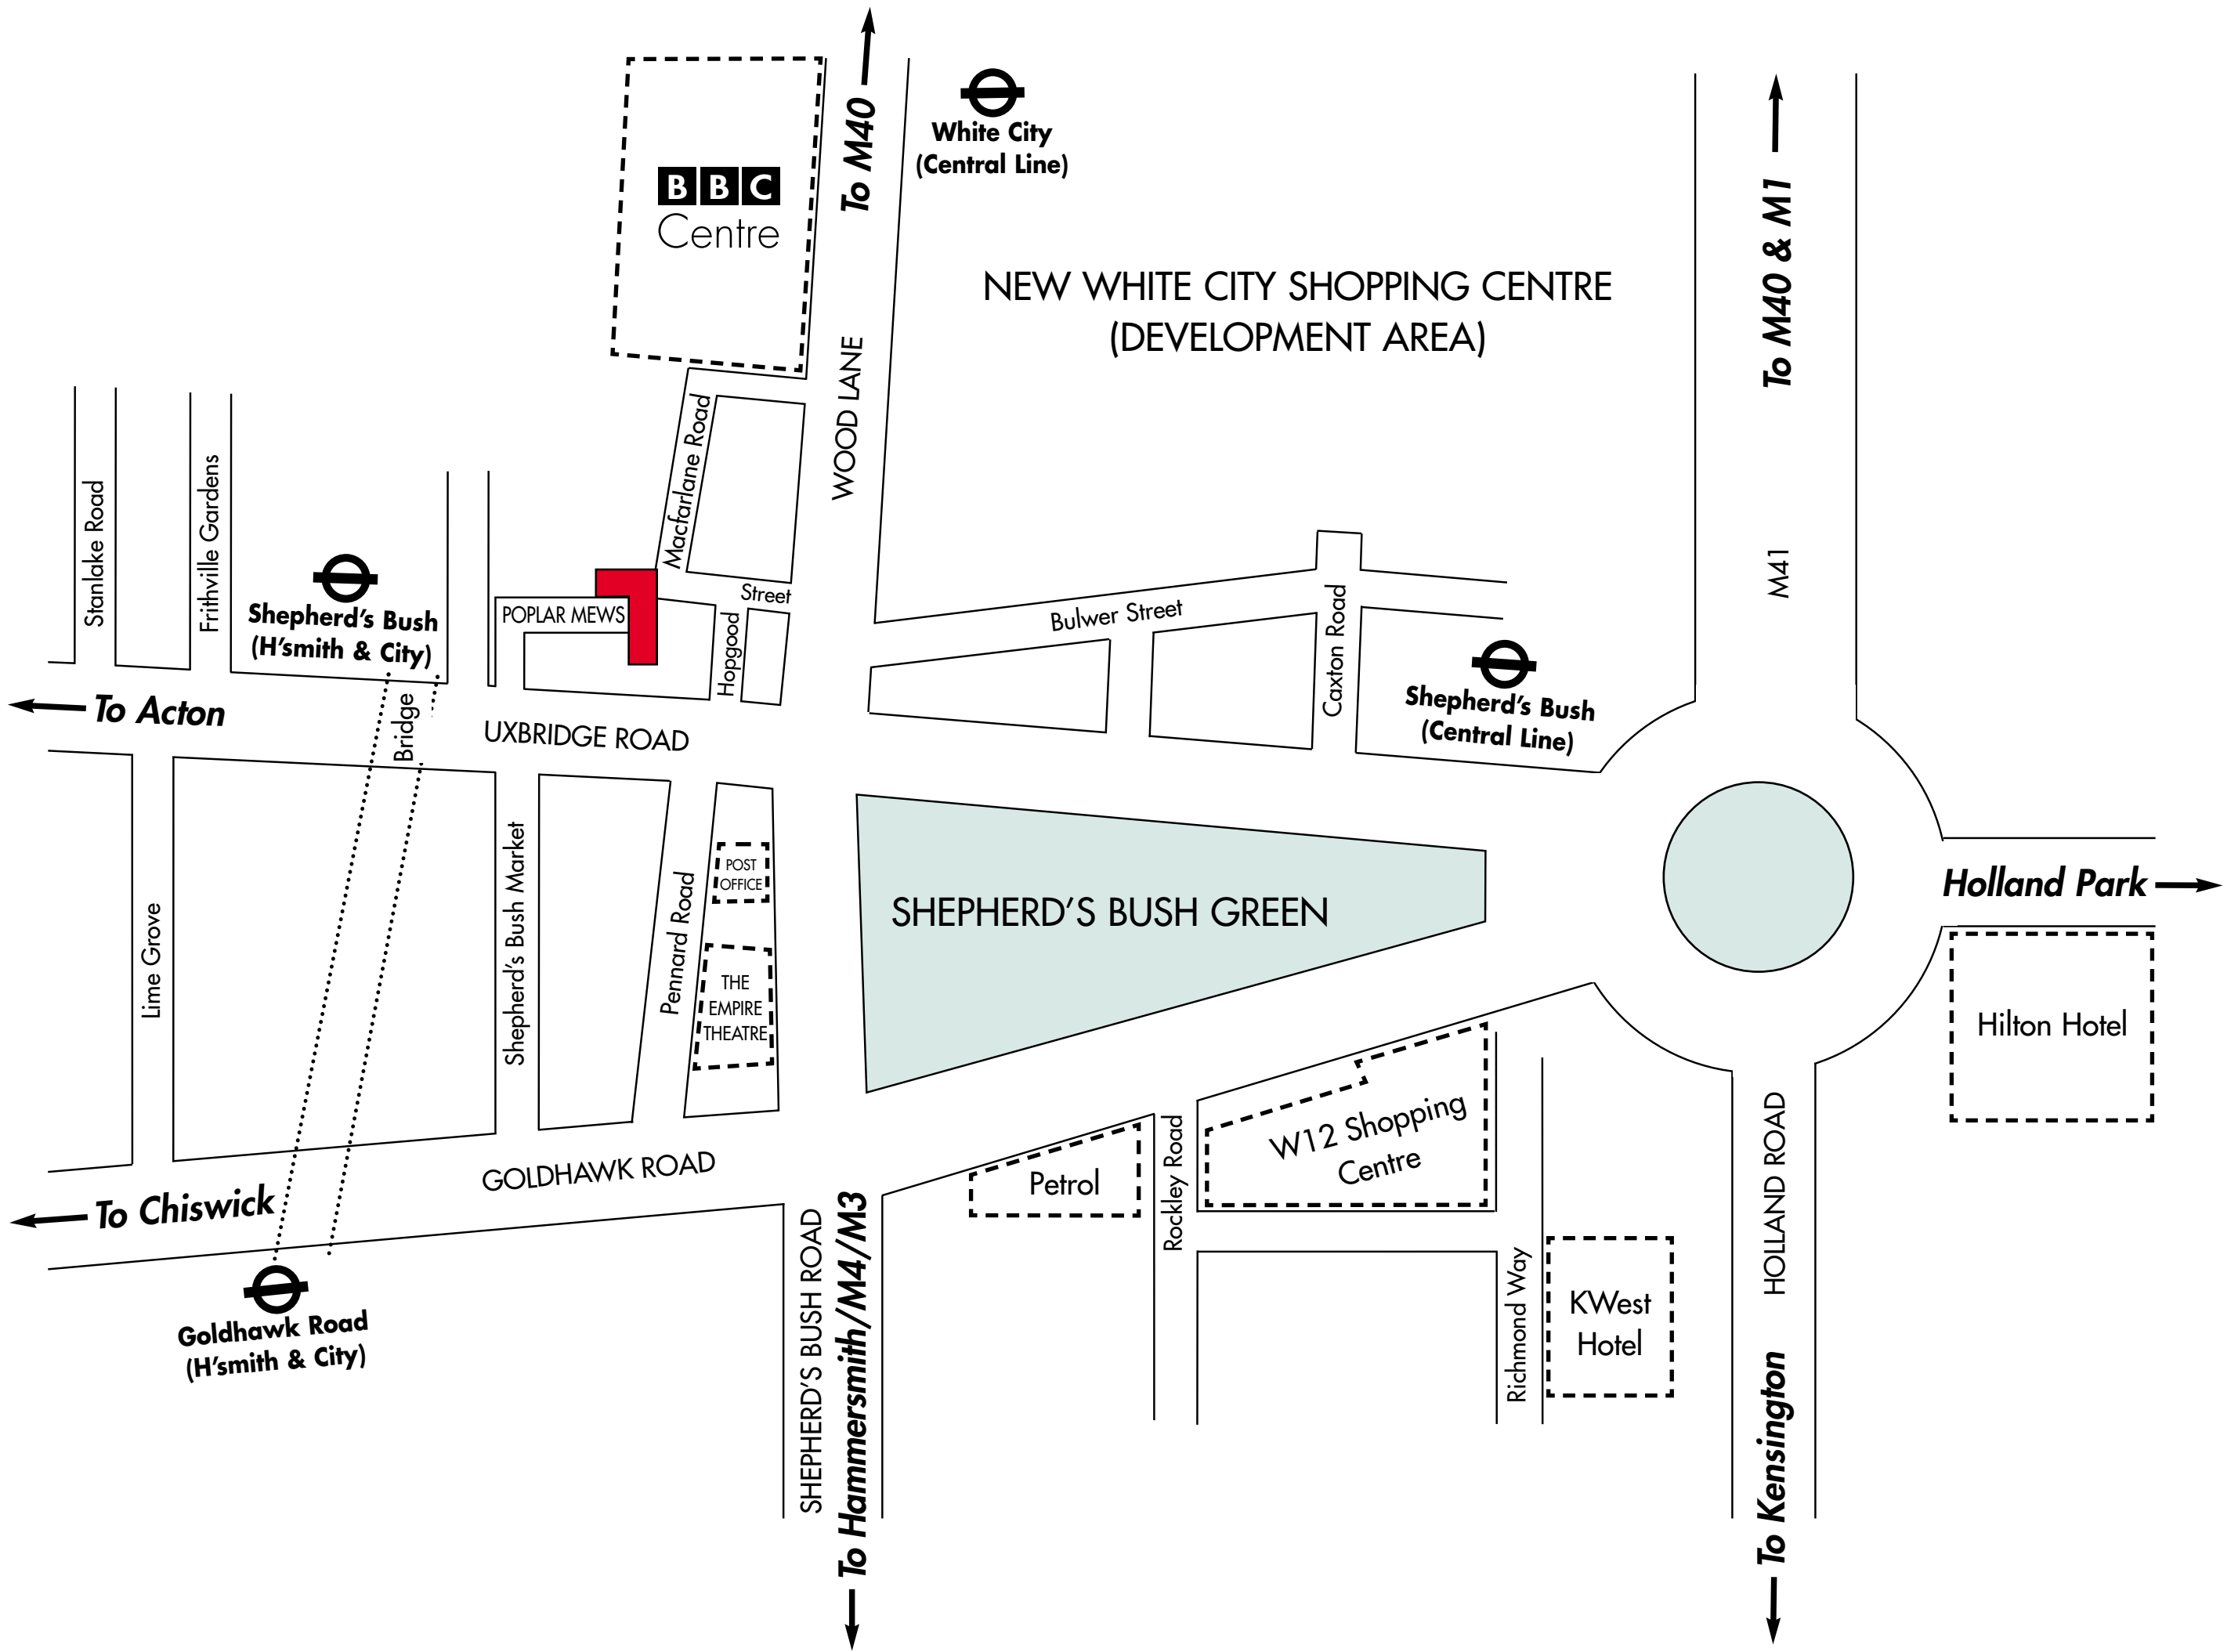 To M40
White City
(Central Line)
BBC
Centre
To M40 & M1
NEW WHITE CITY SHOPPING CENTRE
(DEVELOPMENT AREA)
WOOD LANE
Macfarlane Road
Stanlake Road
Frithville Gardens
M41
Shepherd’s Bush
(H’smith & City)
POPLAR MEWS
Street
Hopgood
Bulwer Street
Caxton Road
Shepherd’s Bush
(Central Line)
To Acton
Bridge
UXBRIDGE ROAD
POST
OFFICE
Holland Park
SHEPHERD’S BUSH GREEN
Lime Grove
Shepherd’s Bush Market
Pennard Road
THE
EMPIRE
THEATRE
Hilton Hotel
W12 Shopping
Centre
GOLDHAWK ROAD
Petrol
Rockley Road
HOLLAND ROAD
To Chiswick
SHEPHERD’S BUSH ROAD
To Hammersmith/M4/M3
Richmond Way
KWest
Hotel
Goldhawk Road
(H’smith & City)
To Kensington